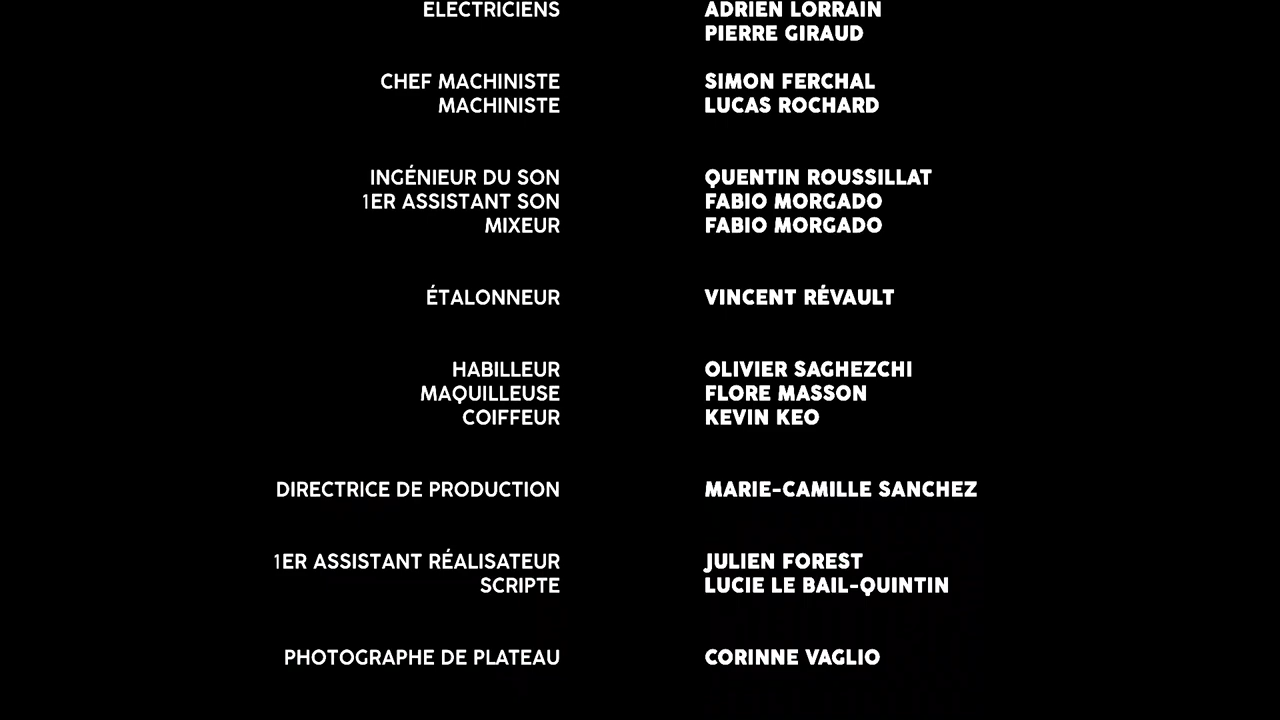 ELECTRICIENS ADRIEN LORRAIN
PIERRE GIRAUD
CHEF MACHINISTE SIMON FERCHAL
MACHINISTE LUCAS ROCHARD
INGÉNIEUR DU SON QUENTIN ROUSSILLAT
1ER ASSISTANT SON FABIO MORGADO
MIXEUR FABIO MORGADO
ÉTALONNEUR VINCENT RÉVAULT
HABILLEUR OLIVIER SAGHEZCHI
MAQUILLEUSE FLORE MASSON
COIFFEUR KEVIN KEO
DIRECTRICE DE PRODUCTION MARIE-CAMILLE SANCHEZ
1ER ASSISTANT RÉALISATEUR JULIEN FOREST
SCRIPTE LUCIE LE BAIL-QUINTIN
PHOTOGRAPHE DE PLATEAU CORINNE VAGLIO